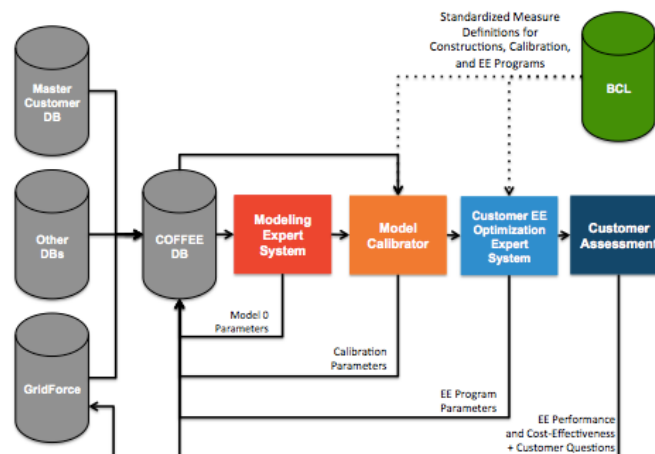 Standardized Measure
Definitions for
Constructions, Calibration,
and EE Programs
BCL
Master
Customer
DB
Other
DBs
GridForce
COFFEE
DB
Modeling
Expert
System
Model
Calibrator
Customer EE
Optimization
Expert
System
Customer
Assessment
Model 0
Parameters
Calibration
Parameters
EE Program
Parameters
EE Performance
and Cost-Effectiveness
+ Customer Questions